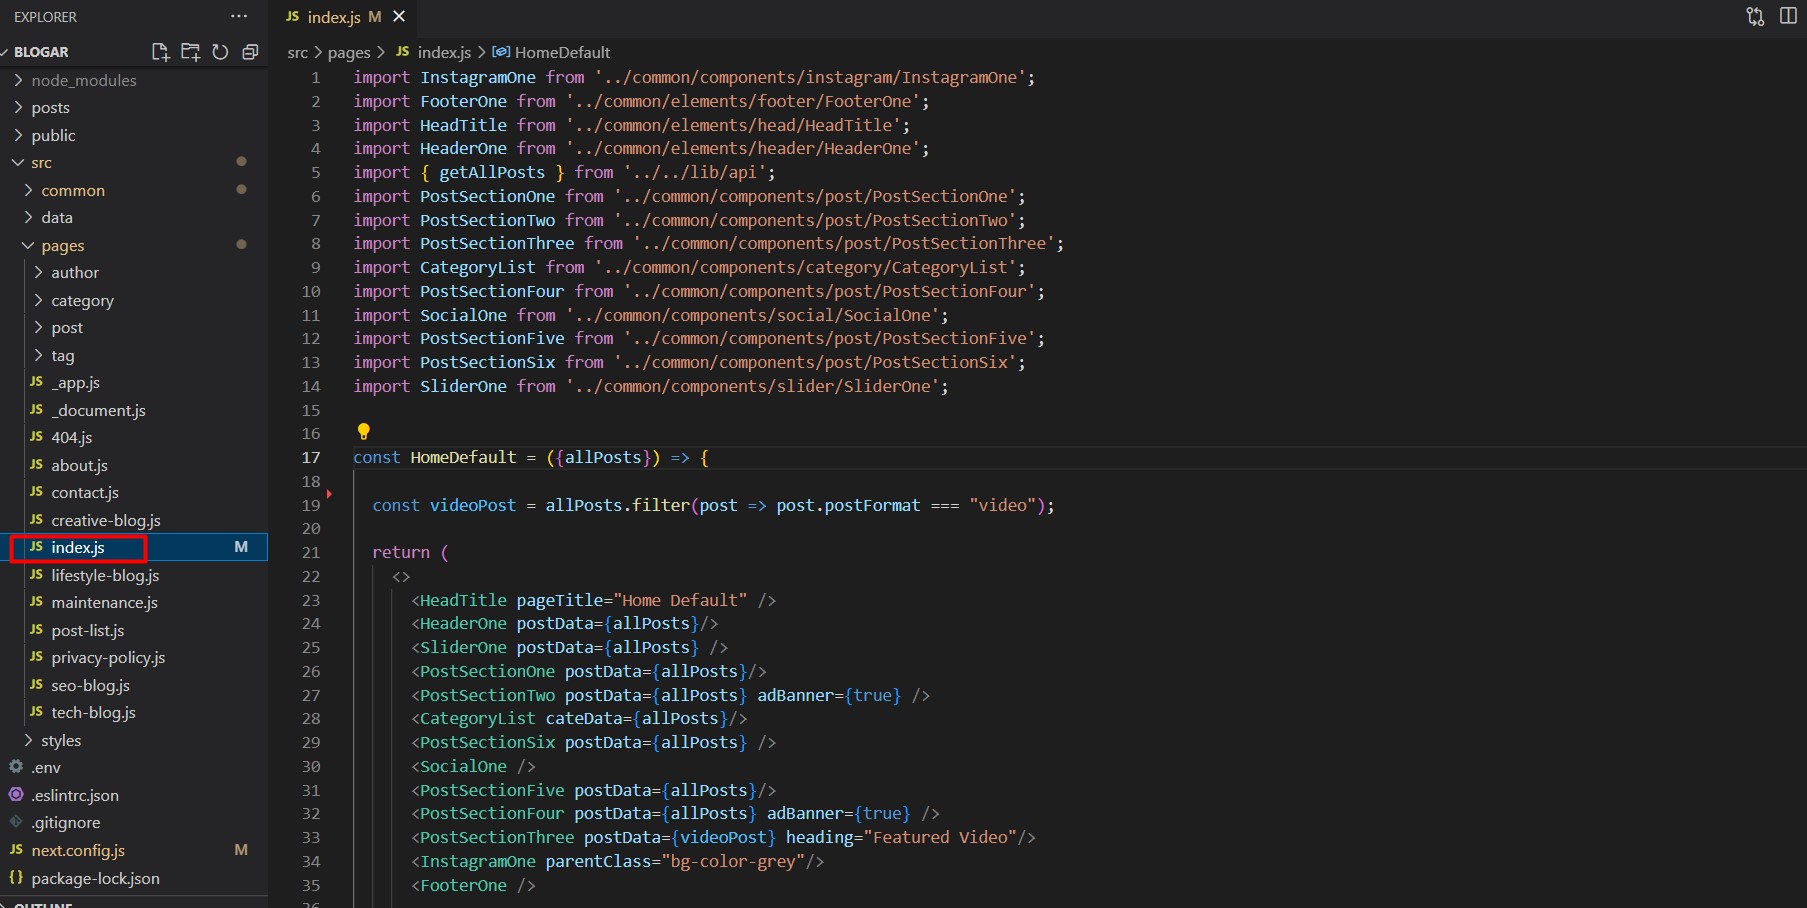 EXPLORER
BLOGAR
node_modules
posts
public
src
common
data
pages
author
category
post
tag
JS _app.js
JS _document.js
JS 404.js
JS about.js
JS contact.js
JS creative-blog.js
JS index.js M
JS lifestyle-blog.js
JS maintenance.js
JS post-list.js
JS privacy-policy.js
JS seo-blog.js
JS tech-blog.js
styles
.env
.eslintrc.json
.gitignore
JS next.config.js M
{} package-lock.json
OUTLINE
JS index.js M
src > pages > JS index.js > HomeDefault
1 import InstagramOne from '../common/components/instagram/InstagramOne';
2 import FooterOne from '../common/elements/footer/FooterOne';
3 import HeadTitle from '../common/elements/head/HeadTitle';
4 import HeaderOne from '../common/elements/header/HeaderOne';
5 import { getAllPosts } from '../../lib/api';
6 import PostSectionOne from '../common/components/post/PostSectionOne';
7 import PostSectionTwo from '../common/components/post/PostSectionTwo';
8 import PostSectionThree from '../common/components/post/PostSectionThree';
9 import CategoryList from '../common/components/category/CategoryList';
10 import PostSectionFour from '../common/components/post/PostSectionFour';
11 import SocialOne from '../common/components/social/SocialOne';
12 import PostSectionFive from '../common/components/post/PostSectionFive';
13 import PostSectionSix from '../common/components/post/PostSectionSix';
14 import SliderOne from '../common/components/slider/SliderOne';
15
16
17 const HomeDefault = ({allPosts}) => {
18
19 const videoPost = allPosts.filter(post => post.postFormat === "video");
20
21 return (
22 <>
23 <HeadTitle pageTitle="Home Default" />
24 <HeaderOne postData={allPosts}/>
25 <SliderOne postData={allPosts} />
26 <PostSectionOne postData={allPosts}/>
27 <PostSectionTwo postData={allPosts} adBanner={true} />
28 <CategoryList cateData={allPosts}/>
29 <PostSectionSix postData={allPosts} />
30 <SocialOne />
31 <PostSectionFive postData={allPosts}/>
32 <PostSectionFour postData={allPosts} adBanner={true} />
33 <PostSectionThree postData={videoPost} heading="Featured Video"/>
34 <InstagramOne parentClass="bg-color-grey"/>
35 <FooterOne />
36